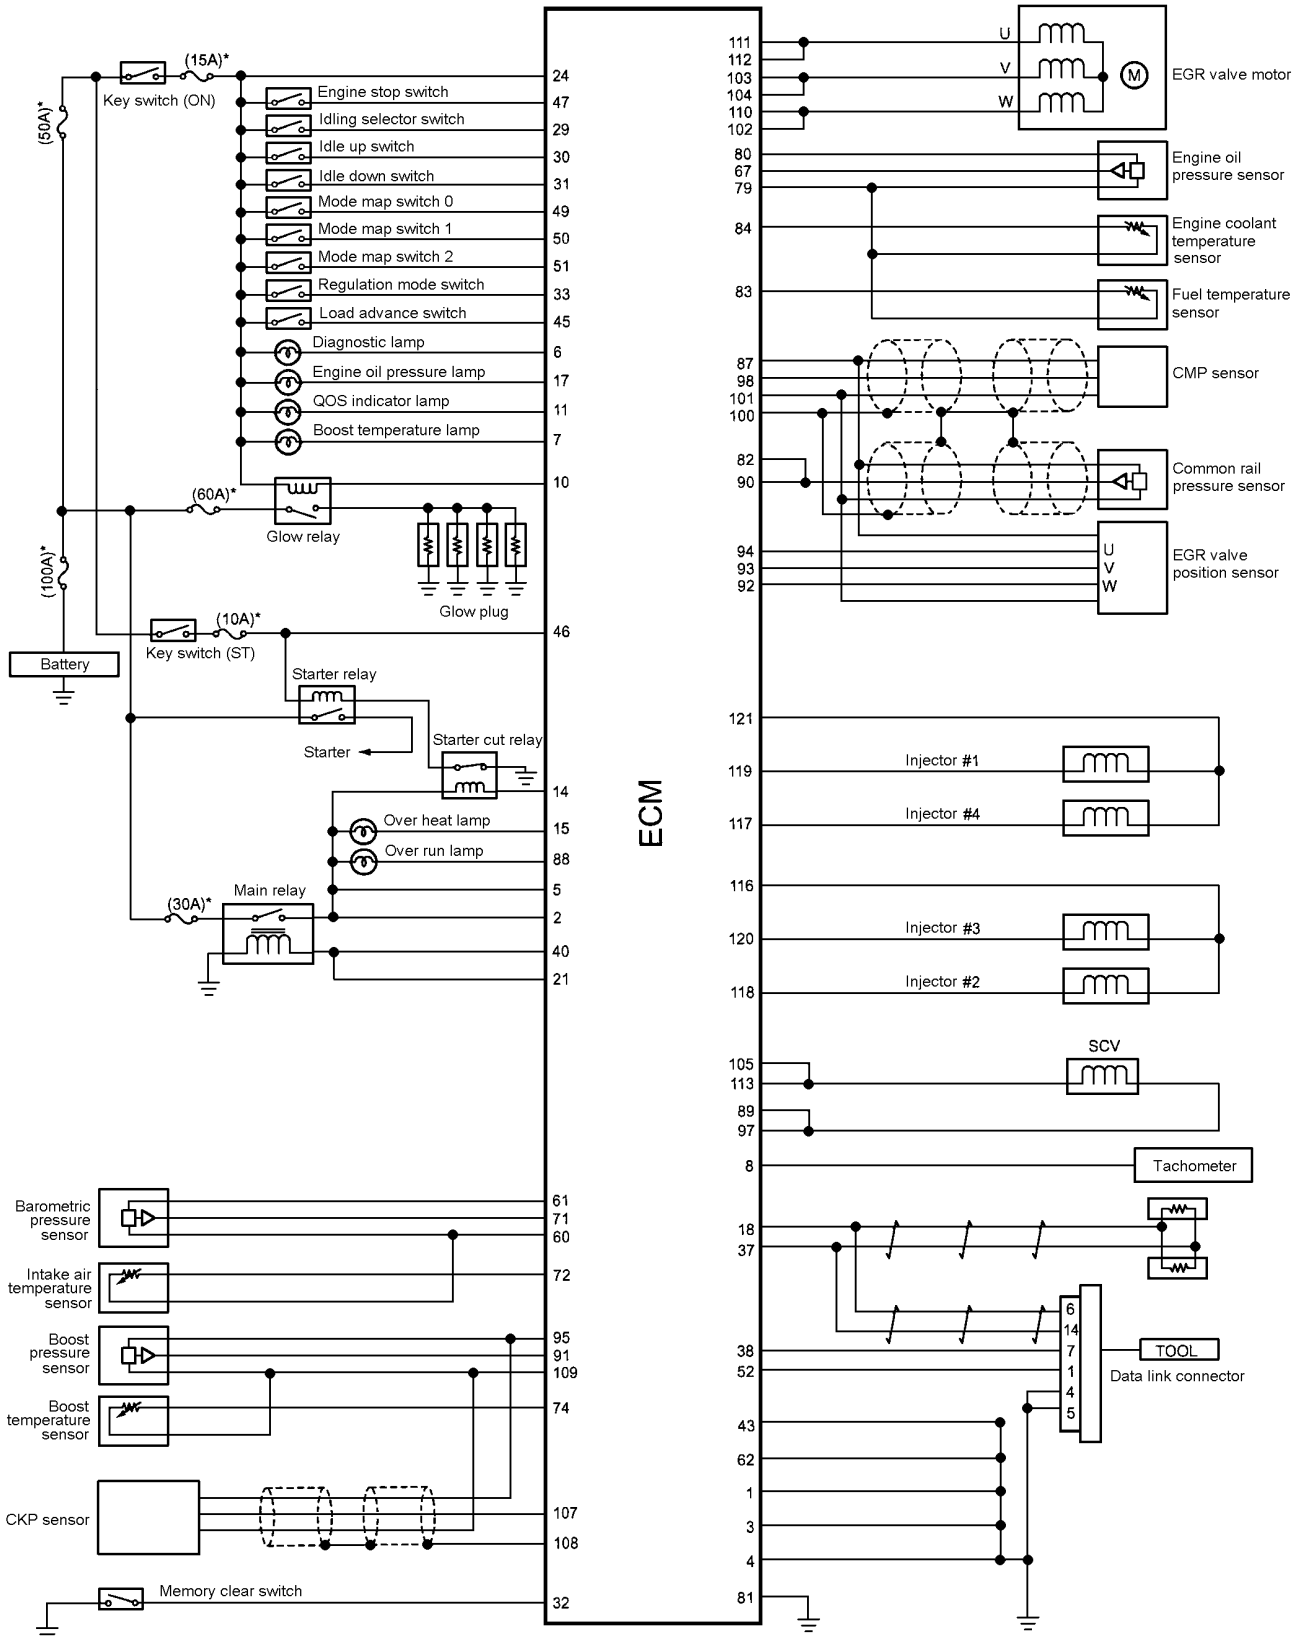 (15A)*
Key switch (ON)
(50A)*
24
Engine stop switch
47
Idling selector switch
29
Idle up switch
30
Idle down switch
31
Mode map switch 0
49
Mode map switch 1
50
Mode map switch 2
51
Regulation mode switch
33
Load advance switch
45
Diagnostic lamp
6
Engine oil pressure lamp
17
QOS indicator lamp
11
Boost temperature lamp
7
10
(60A)*
Glow relay
Glow plug
(100A)*
Battery
(10A)*
Key switch (ST)
46
Starter relay
Starter
Starter cut relay
14
Over heat lamp
15
Over run lamp
88
5
(30A)*
Main relay
2
40
21
Barometric
pressure
sensor
61
71
60
Intake air
temperature
sensor
72
Boost
pressure
sensor
95
91
109
Boost
temperature
sensor
74
CKP sensor
107
108
Memory clear switch
32
ECM
111
112
103
104
110
102
U
V
W
M
EGR valve motor
80
67
79
Engine oil
pressure sensor
84
Engine coolant
temperature
sensor
83
Fuel temperature
sensor
87
98
101
100
CMP sensor
82
90
Common rail
pressure sensor
94
93
92
U
V
W
EGR valve
position sensor
121
119
Injector #1
117
Injector #4
116
120
Injector #3
118
Injector #2
SCV
105
113
89
97
8
Tachometer
18
37
38
52
6
14
7
1
4
5
TOOL
Data link connector
43
62
1
3
4
81